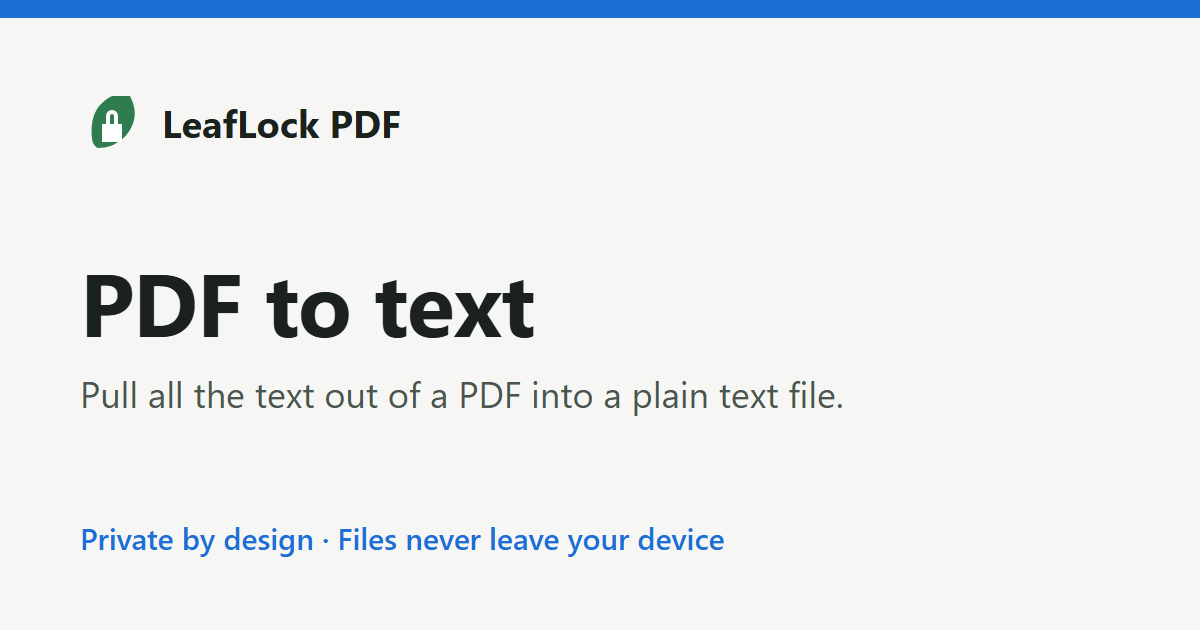 LeafLock PDF
PDF to text
Pull all the text out of a PDF into a plain text file.
Private by design · Files never leave your device